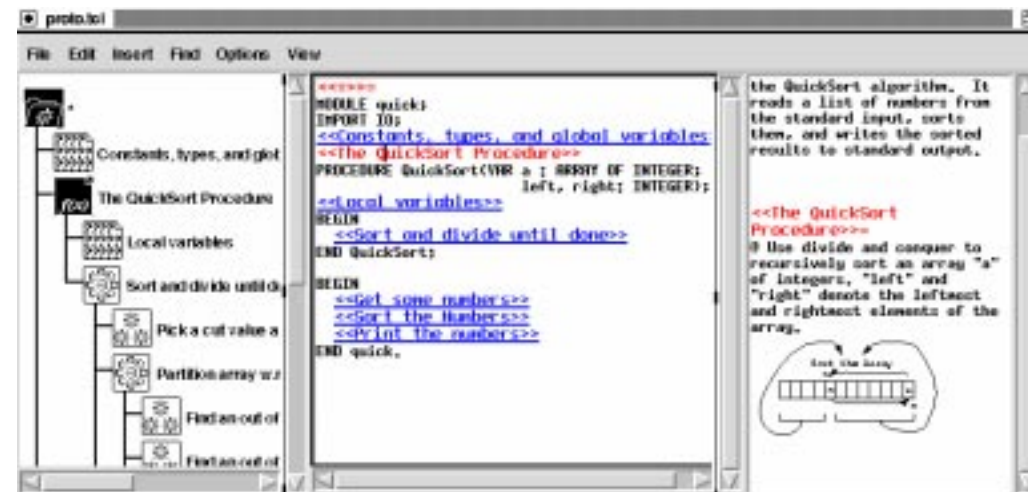 proto.tcl
File Edit Insert Find Options View
Constants, types, and glot
The QuickSort Procedure
Local variables
Sort and divide until d
Pick a cut value a
Partition array w.r
Find an out of
Find an out of
<<*>>=
MODULE quick;
IMPORT IO;
<<Constants, types, and global variables
<<The QuickSort Procedure>>
PROCEDURE QuickSort(VAR a : ARRAY OF INTEGER;
left, right: INTEGER);
<<Local variables>>
BEGIN
<<Sort and divide until done>>
END QuickSort;
BEGIN
<<Get some numbers>>
<<Sort the Numbers>>
<<Print the numbers>>
END quick.
the QuickSort algorithm. It
reads a list of numbers from
the standard input, sorts
them, and writes the sorted
results to standard output.
<<The QuickSort
Procedure>>=
@ Use divide and conquer to
recursively sort an array "a"
of integers, "left" and
"right" denote the leftmost
and rightmost elements of the
array.
Sort the Array